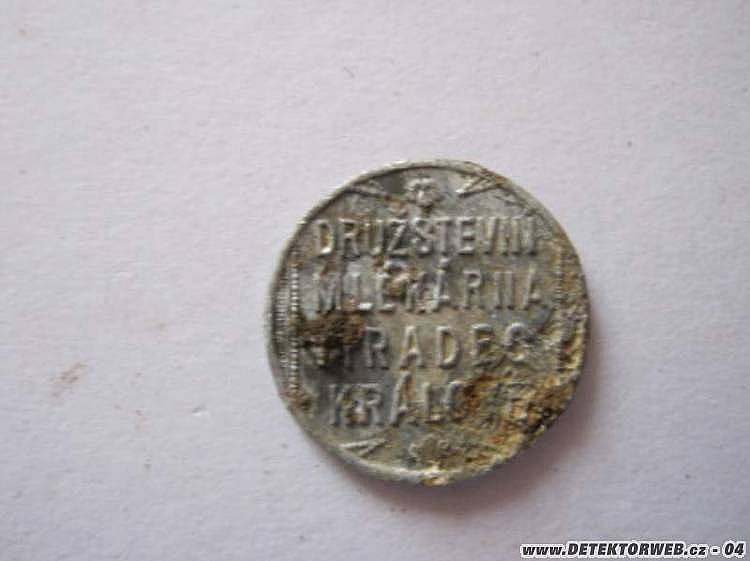 DRUŽSTEVNÍ
MLÉKÁRNA
HRADEC
KRÁLOVÉ
www.DETEKTORWEB.cz - 04